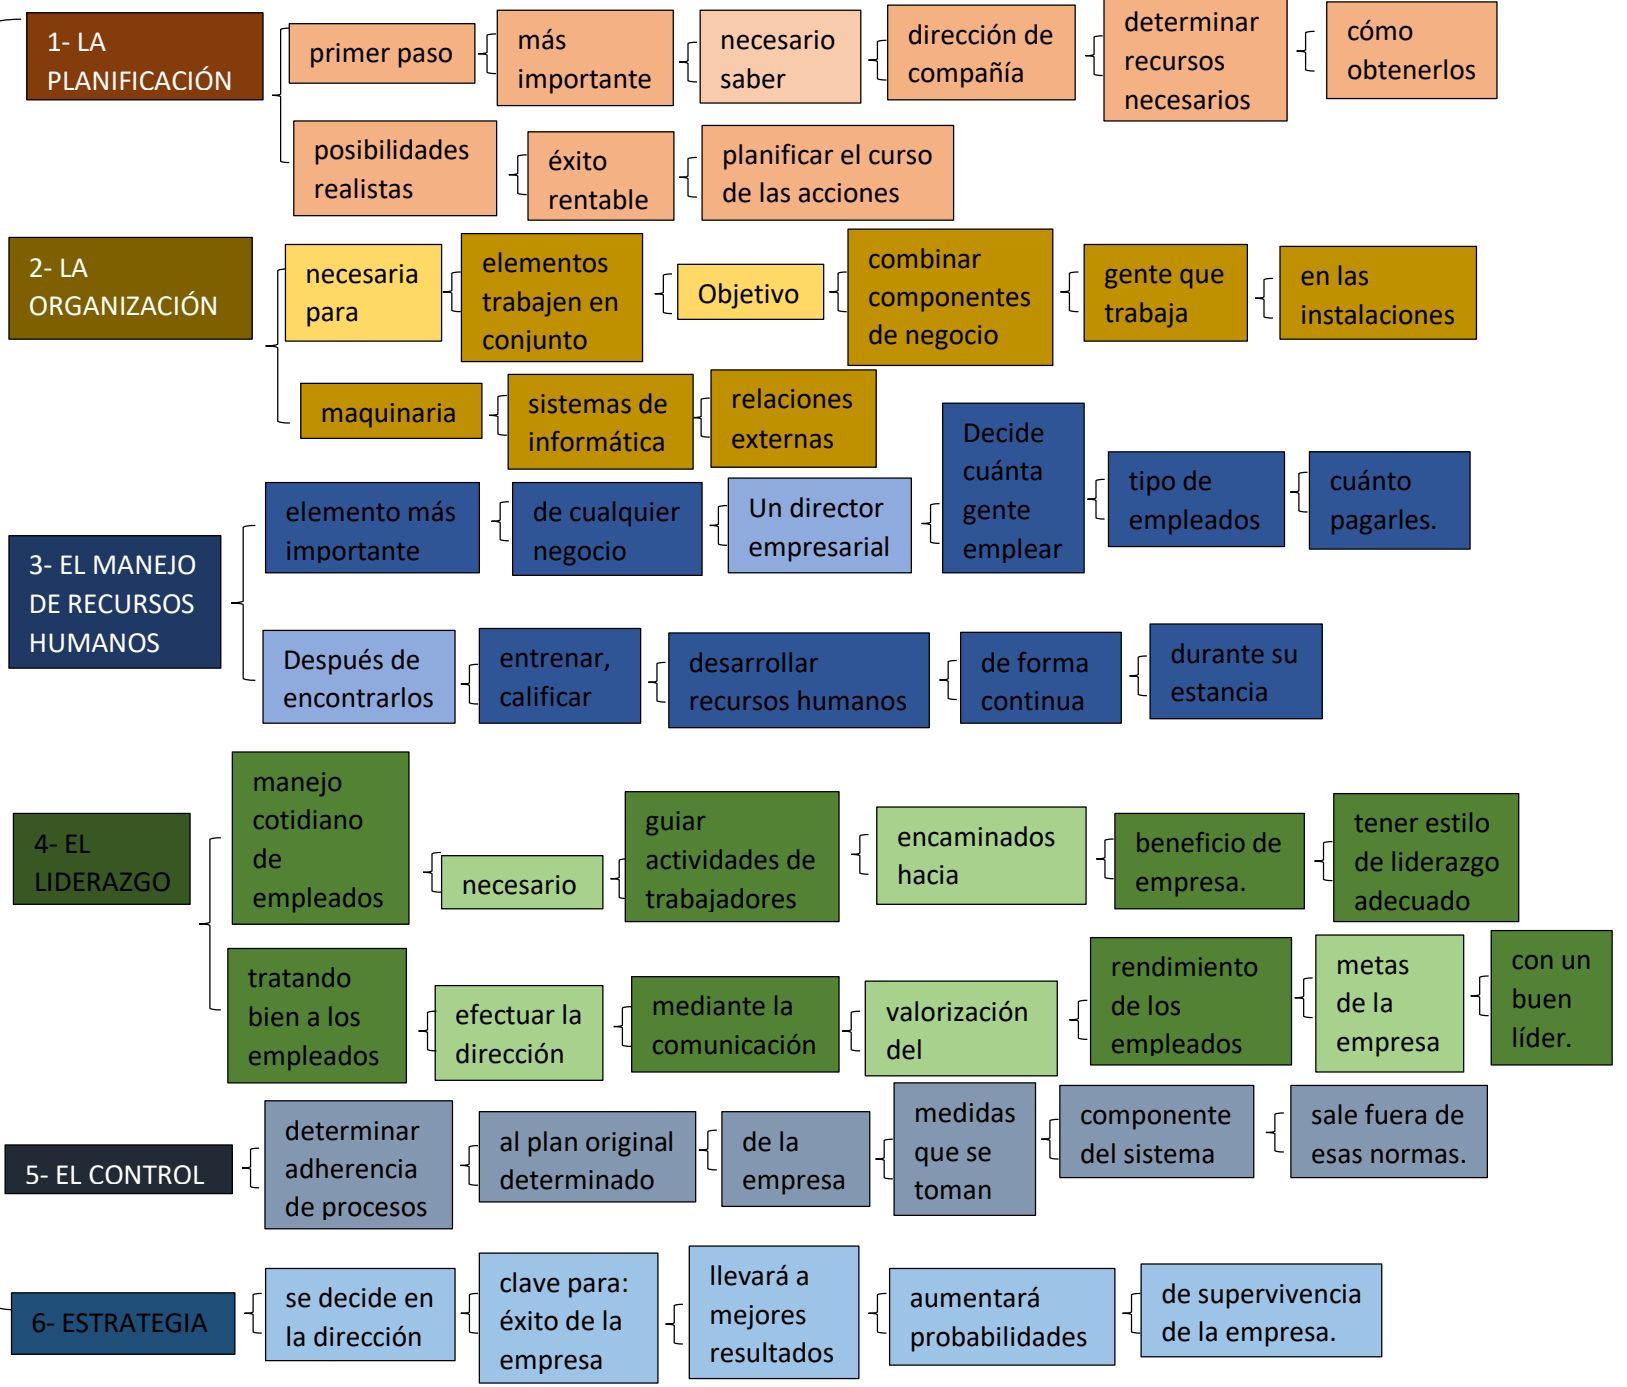 1- LA
PLANIFICACIÓN
primer paso
más
importante
necesario
saber
dirección de
compañía
determinar
recursos
necesarios
cómo
obtenerlos
posibilidades
realistas
éxito
rentable
planificar el curso
de las acciones
2- LA
ORGANIZACIÓN
necesaria
para
elementos
trabajen en
conjunto
Objetivo
combinar
componentes
de negocio
gente que
trabaja
en las
instalaciones
maquinaria
sistemas de
informática
relaciones
externas
3- EL MANEJO
DE RECURSOS
HUMANOS
elemento más
importante
de cualquier
negocio
Un director
empresarial
Decide
cuánta
gente
emplear
tipo de
empleados
cuánto
pagarles.
Después de
encontrarlos
entrenar,
calificar
desarrollar
recursos humanos
de forma
continua
durante su
estancia
4- EL
LIDERAZGO
manejo
cotidiano
de
empleados
necesario
guiar
actividades de
trabajadores
encaminados
hacia
beneficio de
empresa.
tener estilo
de liderazgo
adecuado
tratando
bien a los
empleados
efectuar la
dirección
mediante la
comunicación
valorización
del
rendimiento
de los
empleados
metas
de la
empresa
con un
buen
líder.
5- EL CONTROL
determinar
adherencia
de procesos
al plan original
determinado
de la
empresa
medidas
que se
toman
componente
del sistema
sale fuera de
esas normas.
6- ESTRATEGIA
se decide en
la dirección
clave para:
éxito de la
empresa
llevará a
mejores
resultados
aumentará
probabilidades
de supervivencia
de la empresa.